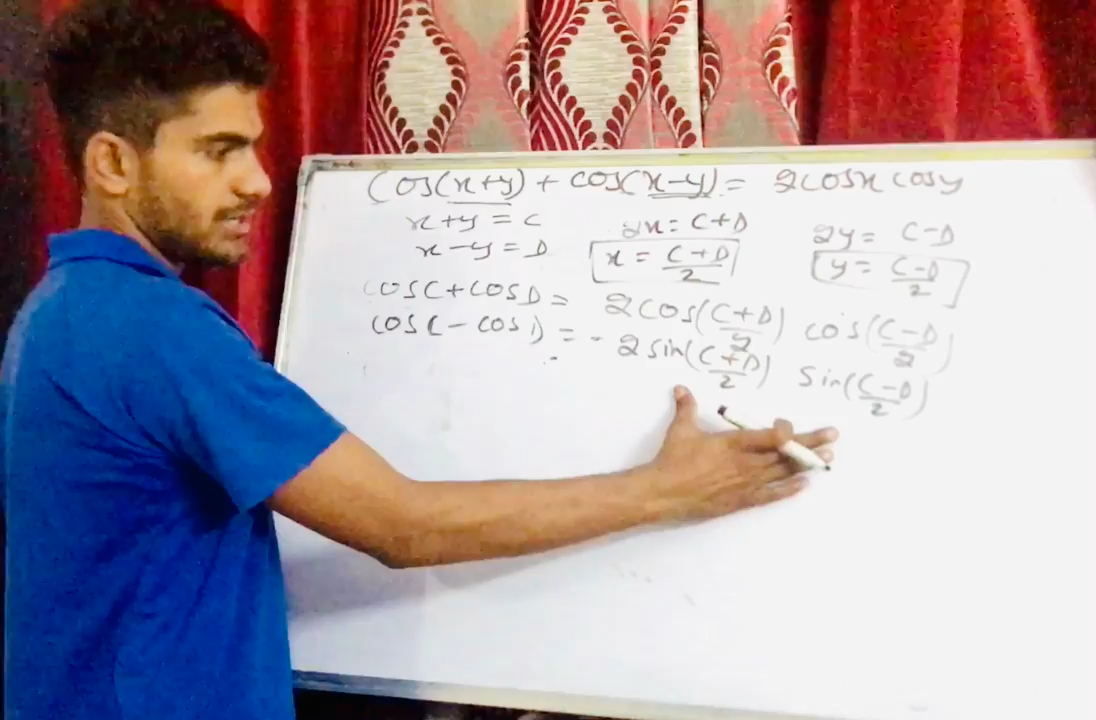 Cos(x+y) + cos(x-y) = 2cosx cosy
x+y = C 2x = C+D 2y = C-D
x-y = D x = C+D/2 y = C-D/2
cosC+cosD = 2cos(C+D/2) cos(C-D/2)
cosC - cosD = -2sin(C+D/2) Sin(C-D/2)